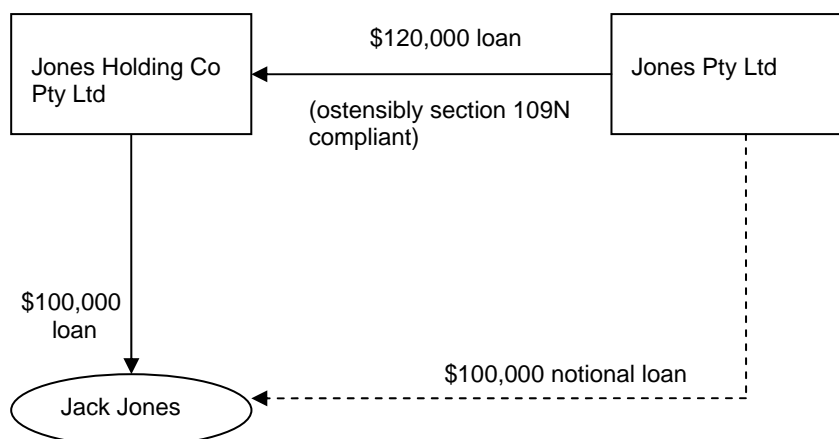 $120,000 loan
Jones Holding Co
Pty Ltd
Jones Pty Ltd
(ostensibly section 109N
compliant)
$100,000
loan
$100,000 notional loan
Jack Jones